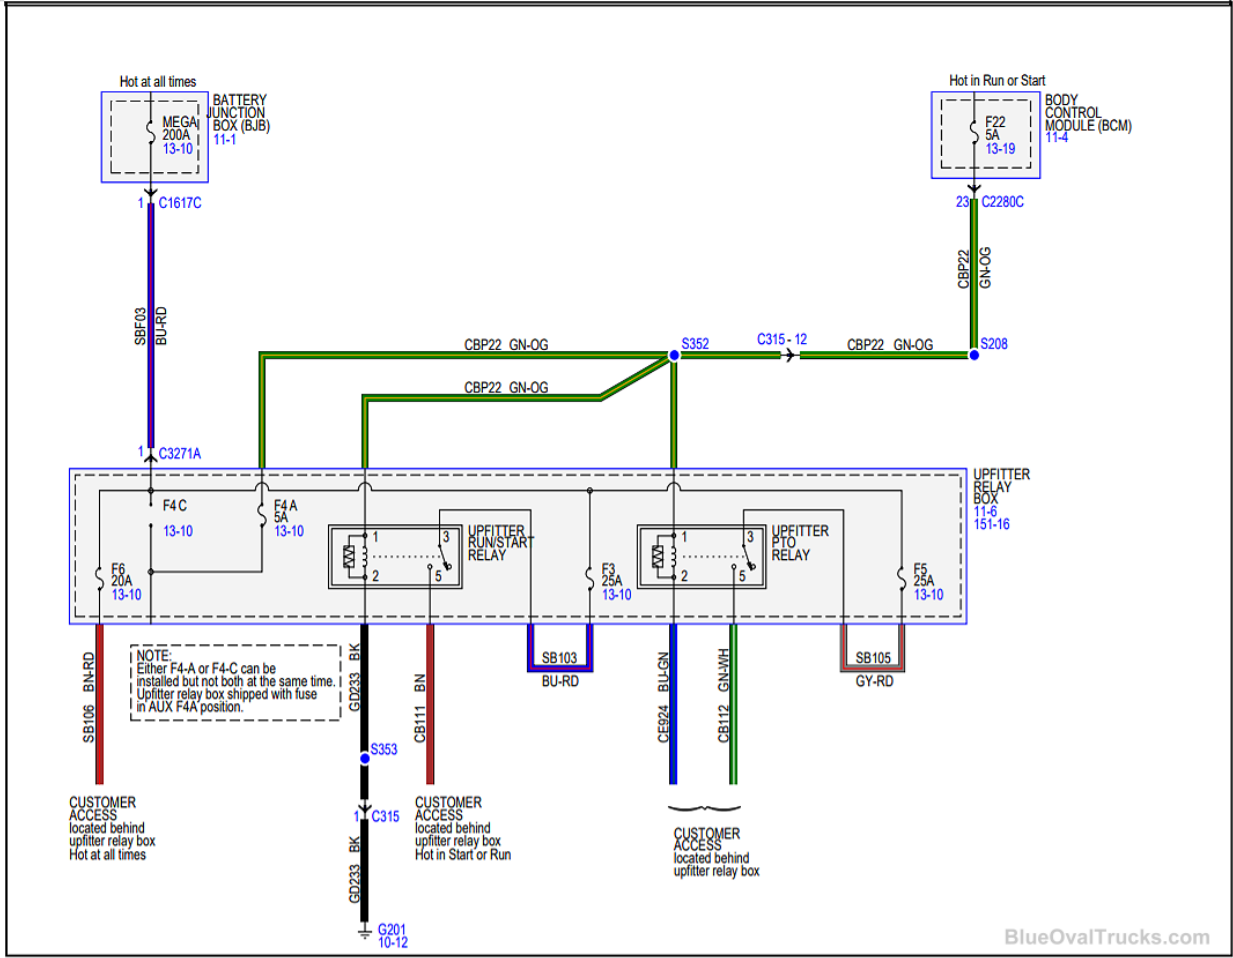 Hot at all times
MEGA
200A
13-10
BATTERY
JUNCTION
BOX (BJB)
11-1
1 C1617C
SBF03
BU-RD
1 C3271A
Hot in Run or Start
F22
5A
13-19
BODY
CONTROL
MODULE (BCM)
11-4
23 C2280C
CBP22
GN-OG
CBP22 GN-OG
S352
C315 - 12
CBP22 GN-OG
S208
CBP22 GN-OG
F4 C
13-10
F4 A
5A
13-10
F6
20A
13-10
1
2
3
5
UPFITTER
RUN/START
RELAY
F3
25A
13-10
1
2
3
5
UPFITTER
PTO
RELAY
F5
25A
13-10
UPFITTER
RELAY
BOX
11-6
151-16
NOTE:
Either F4-A or F4-C can be
installed but not both at the same time.
Upfitter relay box shipped with fuse
in AUX F4A position.
SB106 BN-RD
GD233 BK
CB111 BN
SB103
BU-RD
CE924 BU-GN
CB112 GN-WH
SB105
GY-RD
S353
1 C315
GD233 BK
G201
10-12
CUSTOMER
ACCESS
located behind
upfitter relay box
Hot at all times
CUSTOMER
ACCESS
located behind
upfitter relay box
Hot in Start or Run
CUSTOMER
ACCESS
located behind
upfitter relay box
BlueOvalTrucks.com